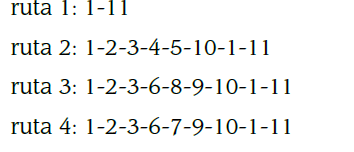 ruta 1: 1-11
ruta 2: 1-2-3-4-5-10-1-11
ruta 3: 1-2-3-6-8-9-10-1-11
ruta 4: 1-2-3-6-7-9-10-1-11